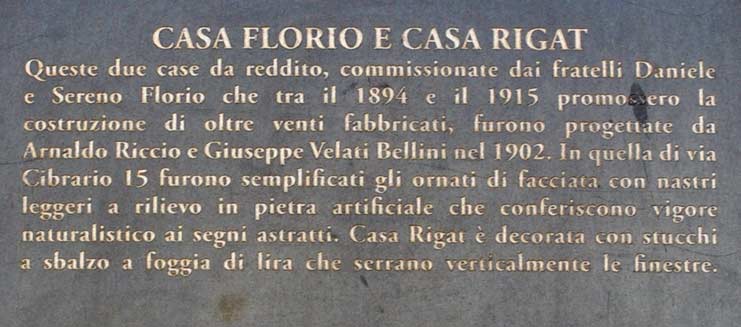 CASA FLORIO E CASA RIGAT
Queste due case da reddito, commissionate dai fratelli Daniele
e Sereno Florio che tra il 1894 e il 1915 promossero la
costruzione di oltre venti fabbricati, furono progettate da
Arnaldo Riccio e Giuseppe Velati Bellini nel 1902. In quella di via
Cibrario 15 furono semplificati gli ornati di facciata con nastri
leggeri a rilievo in pietra artificiale che conferiscono vigore
naturalistico ai segni astratti. Casa Rigat è decorata con stucchi
a sbalzo a foggia di lira che serrano verticalmente le finestre.